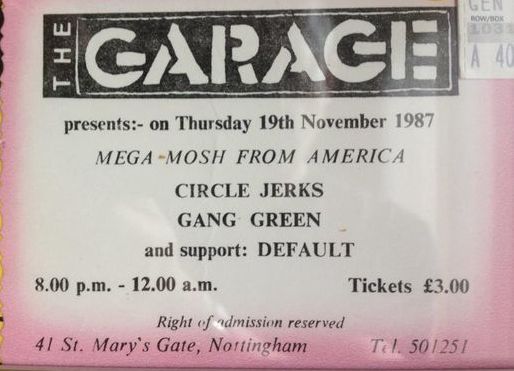 THE GARAGE
GEN
ROW/BOX
1031
A 40
presents:- on Thursday 19th November 1987
MEGA-MOSH FROM AMERICA
CIRCLE JERKS
GANG GREEN
and support: DEFAULT
8.00 p.m. - 12.00 a.m. Tickets £3.00
Right of admission reserved
41 St. Mary's Gate, Nottingham Tel. 501251